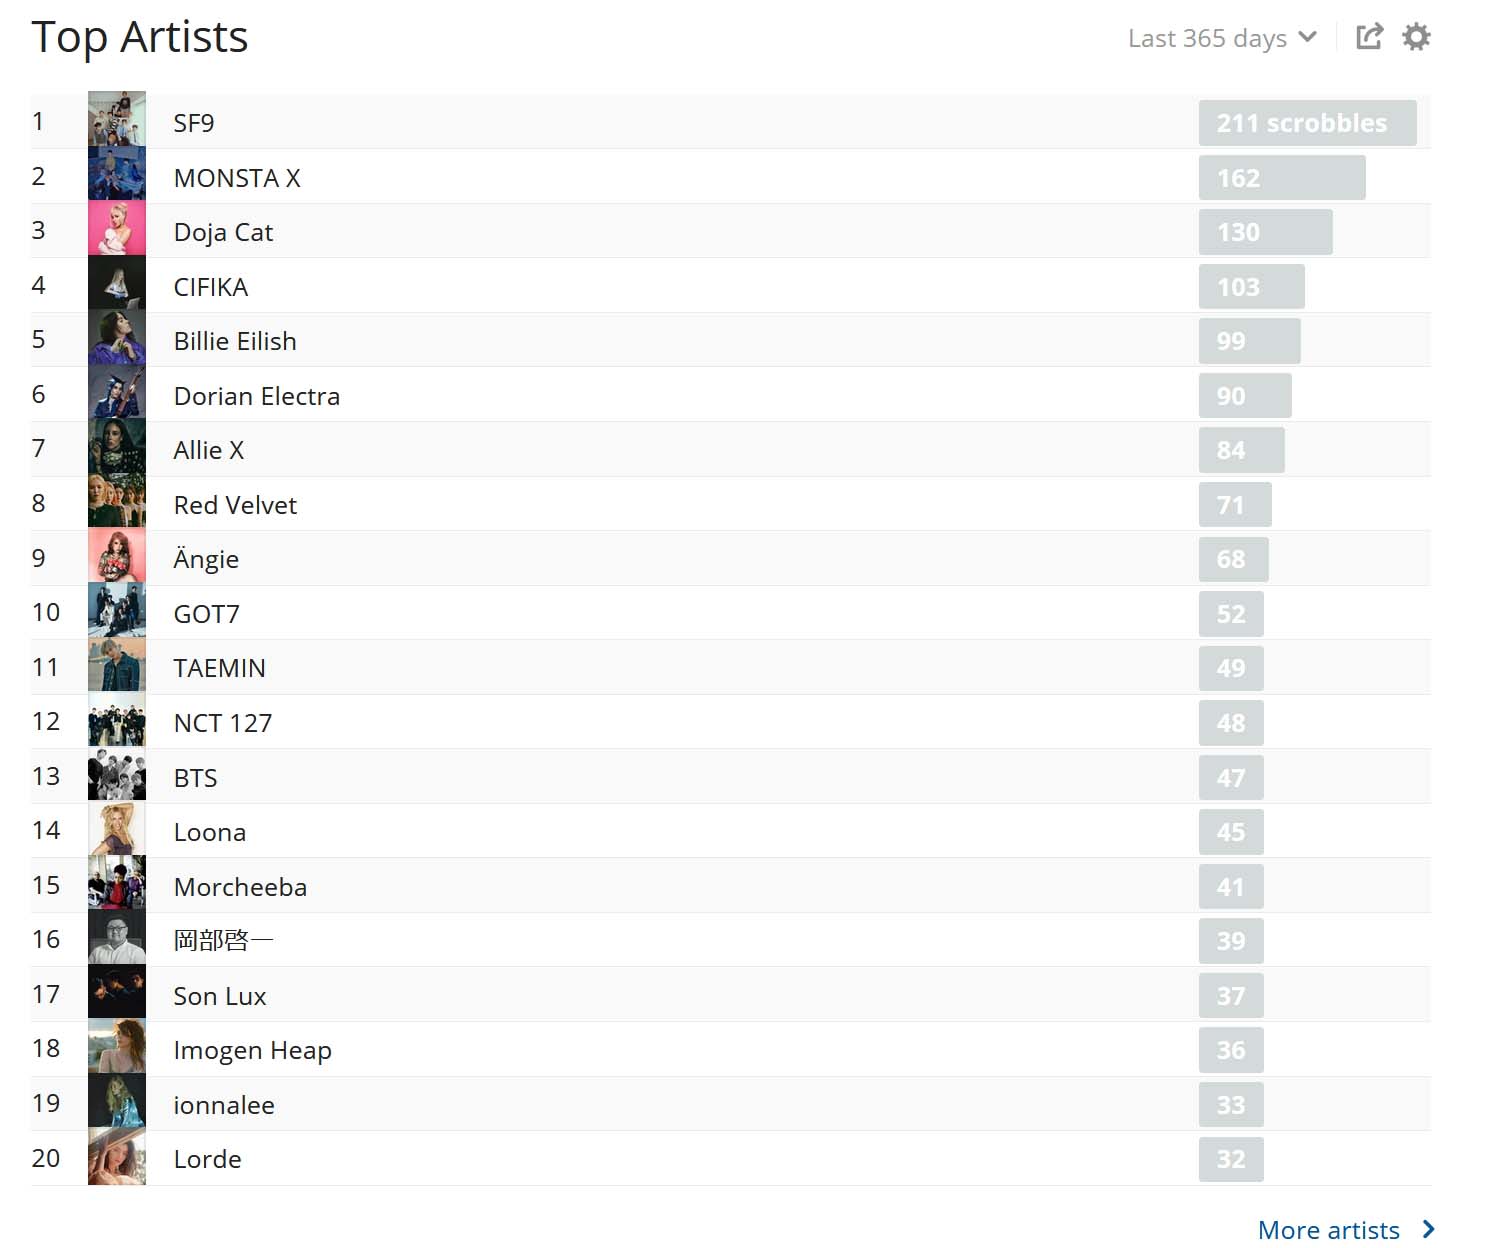 Top Artists
Last 365 days
1 SF9 211 scrobbles
2 MONSTA X 162
3 Doja Cat 130
4 CIFIKA 103
5 Billie Eilish 99
6 Dorian Electra 90
7 Allie X 84
8 Red Velvet 71
9 Ängie 68
10 GOT7 52
11 TAEMIN 49
12 NCT 127 48
13 BTS 47
14 Loona 45
15 Morcheeba 41
16 岡部啓一 39
17 Son Lux 37
18 Imogen Heap 36
19 ionnalee 33
20 Lorde 32
More artists